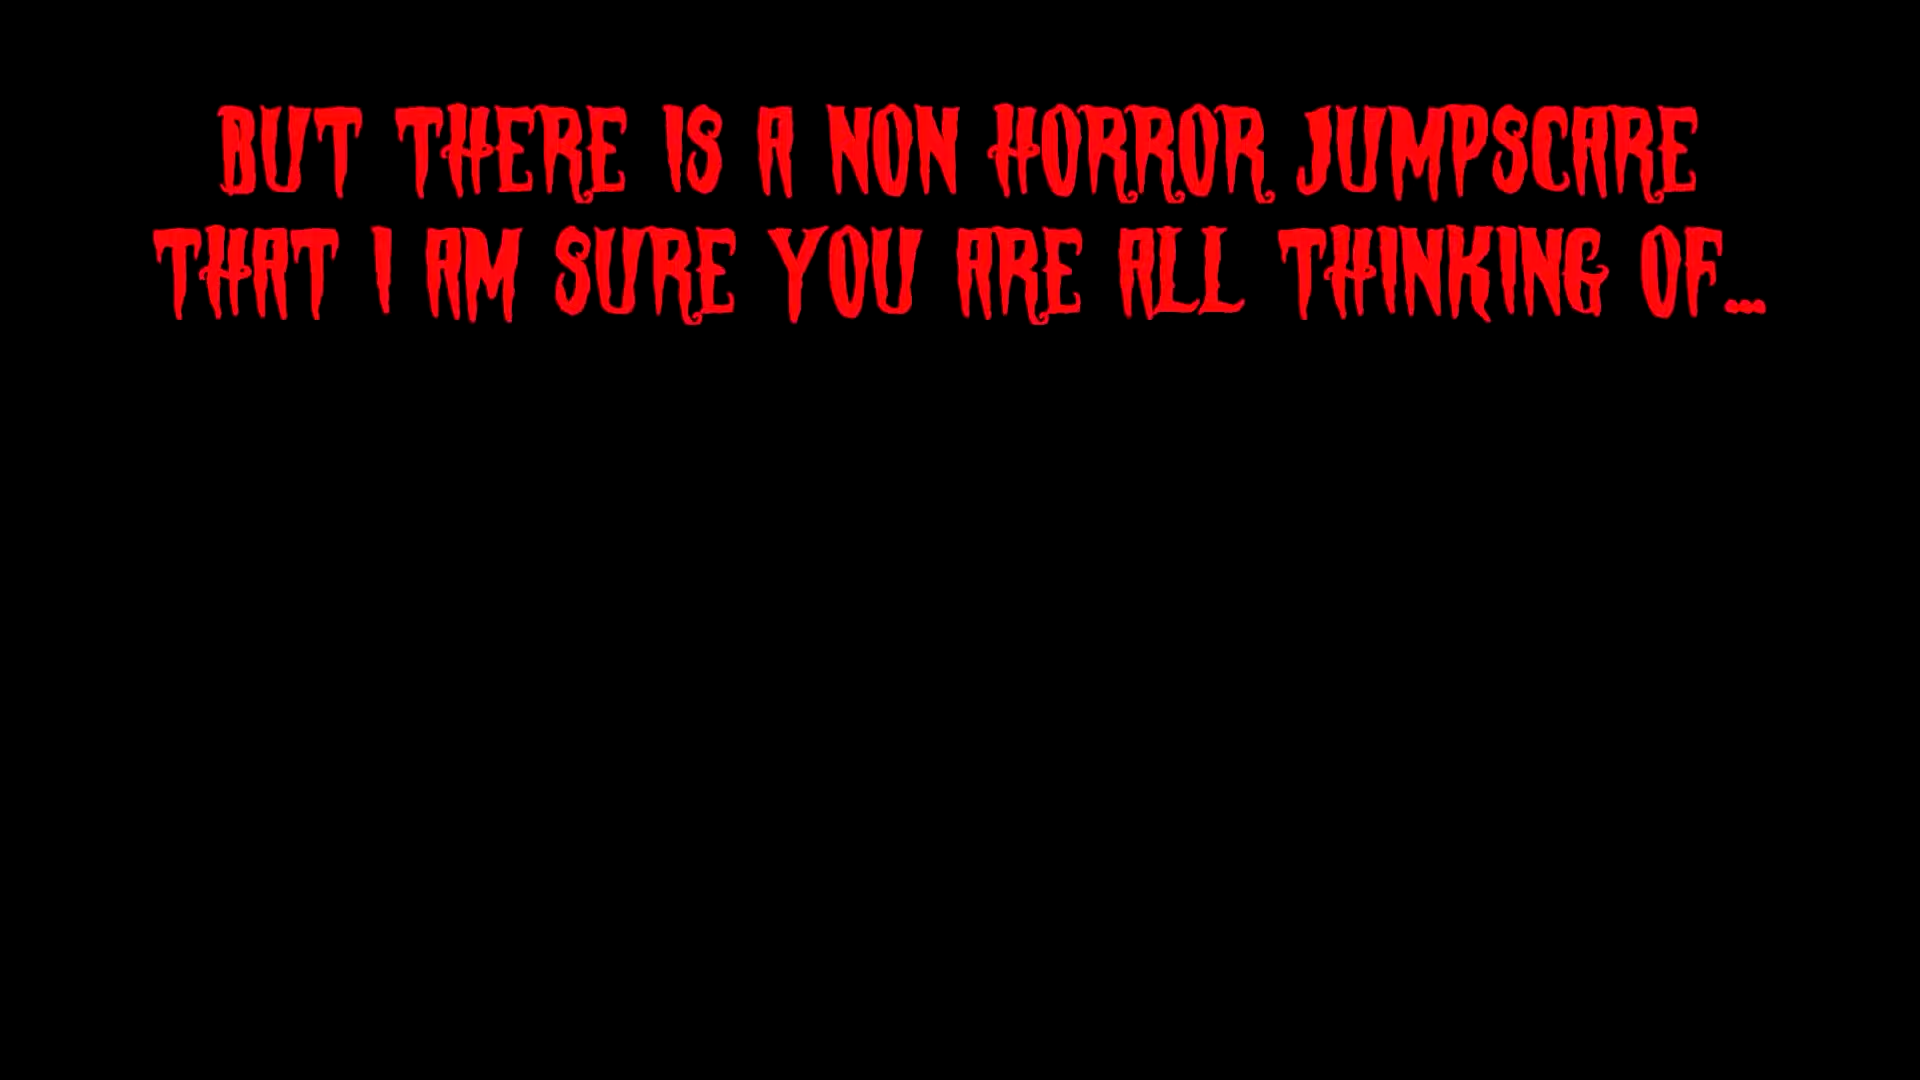 BUT THERE IS A NON HORROR JUMPSCARE
THAT I AM SURE YOU ARE ALL THINKING OF...